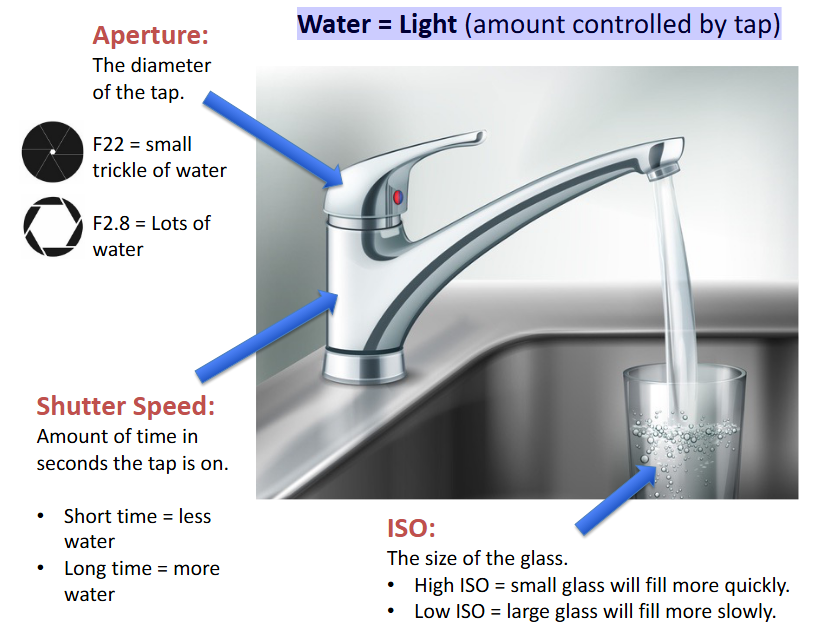 Water = Light (amount controlled by tap)
Aperture:
The diameter
of the tap.
F22 = small
trickle of water
F2.8 = Lots of
water
Shutter Speed:
Amount of time in
seconds the tap is on.
• Short time = less
water
• Long time = more
water
ISO:
The size of the glass.
• High ISO = small glass will fill more quickly.
• Low ISO = large glass will fill more slowly.